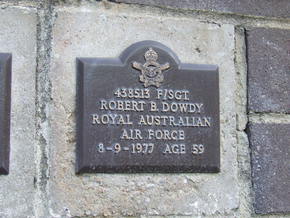 438513 F/SGT
ROBERT B. DOWDY
ROYAL AUSTRALIAN
AIR FORCE
8-9-1977 AGE 59